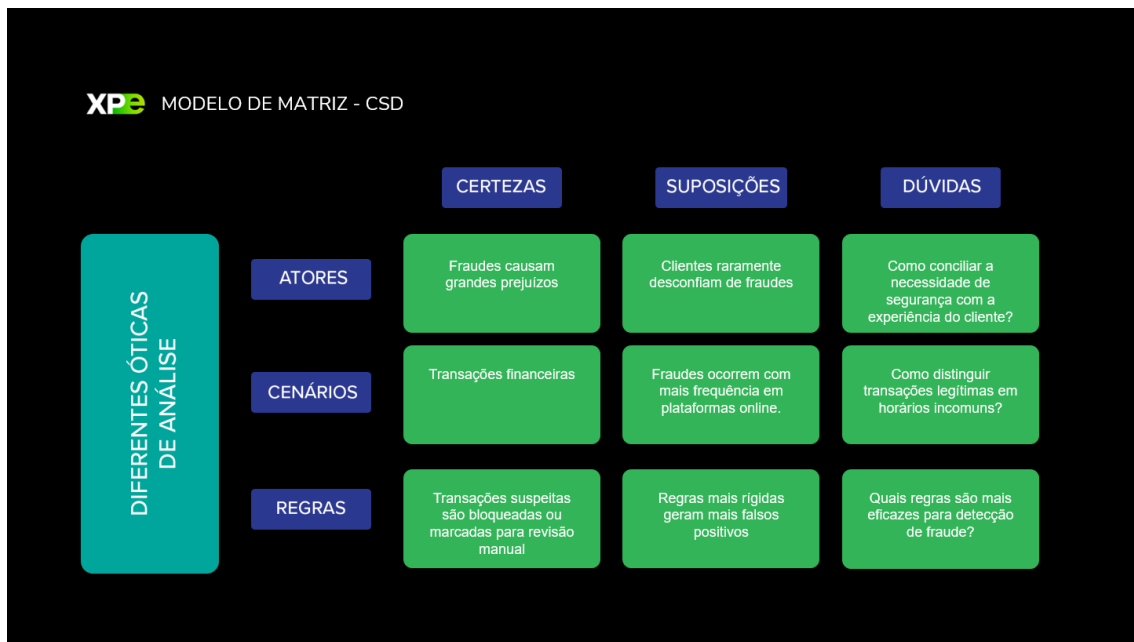 XPe MODELO DE MATRIZ - CSD
CERTEZAS
SUPOSIÇÕES
DÚVIDAS
DIFERENTES ÓTICAS
DE ANÁLISE
ATORES
Fraudes causam
grandes prejuízos
Clientes raramente
desconfiam de fraudes
Como conciliar a
necessidade de
segurança com a
experiência do cliente?
CENÁRIOS
Transações financeiras
Fraudes ocorrem com
mais frequência em
plataformas online.
Como distinguir
transações legítimas em
horários incomuns?
REGRAS
Transações suspeitas
são bloqueadas ou
marcadas para revisão
manual
Regras mais rígidas
geram mais falsos
positivos
Quais regras são mais
eficazes para detecção
de fraude?